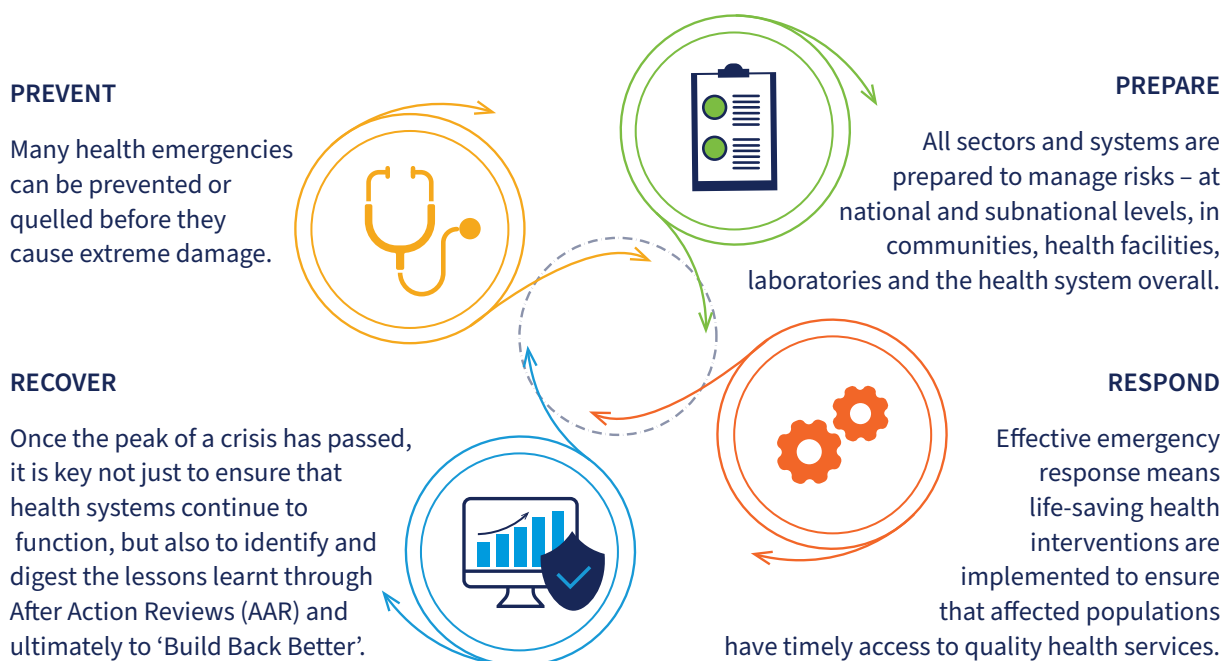 PREVENT
Many health emergencies
can be prevented or
quelled before they
cause extreme damage.
PREPARE
All sectors and systems are
prepared to manage risks – at
national and subnational levels, in
communities, health facilities,
laboratories and the health system overall.
RECOVER
Once the peak of a crisis has passed,
it is key not just to ensure that
health systems continue to
function, but also to identify and
digest the lessons learnt through
After Action Reviews (AAR) and
ultimately to ‘Build Back Better’.
RESPOND
Effective emergency
response means
life-saving health
interventions are
implemented to ensure
that affected populations
have timely access to quality health services.